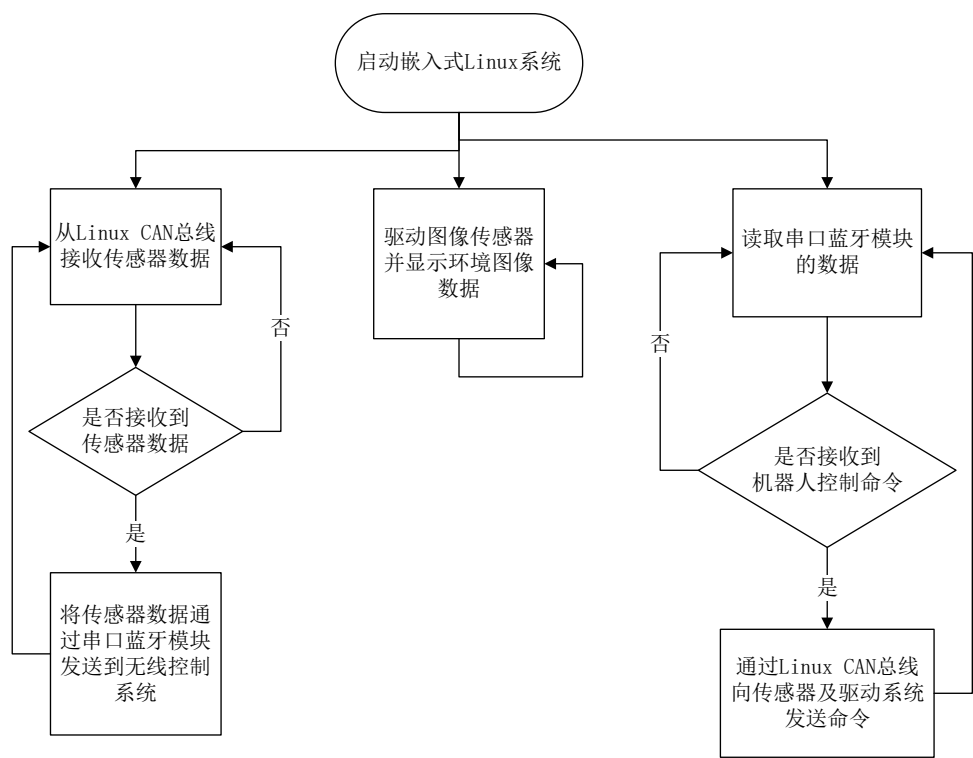 启动嵌入式Linux系统
从Linux CAN总线
接收传感器数据
否
是否接收到
传感器数据
是
将传感器数据通
过串口蓝牙模块
发送到无线控制
系统
驱动图像传感器
并显示环境图像
数据
读取串口蓝牙模块
的数据
否
是否接收到
机器人控制命令
是
通过Linux CAN总线
向传感器及驱动系统
发送命令